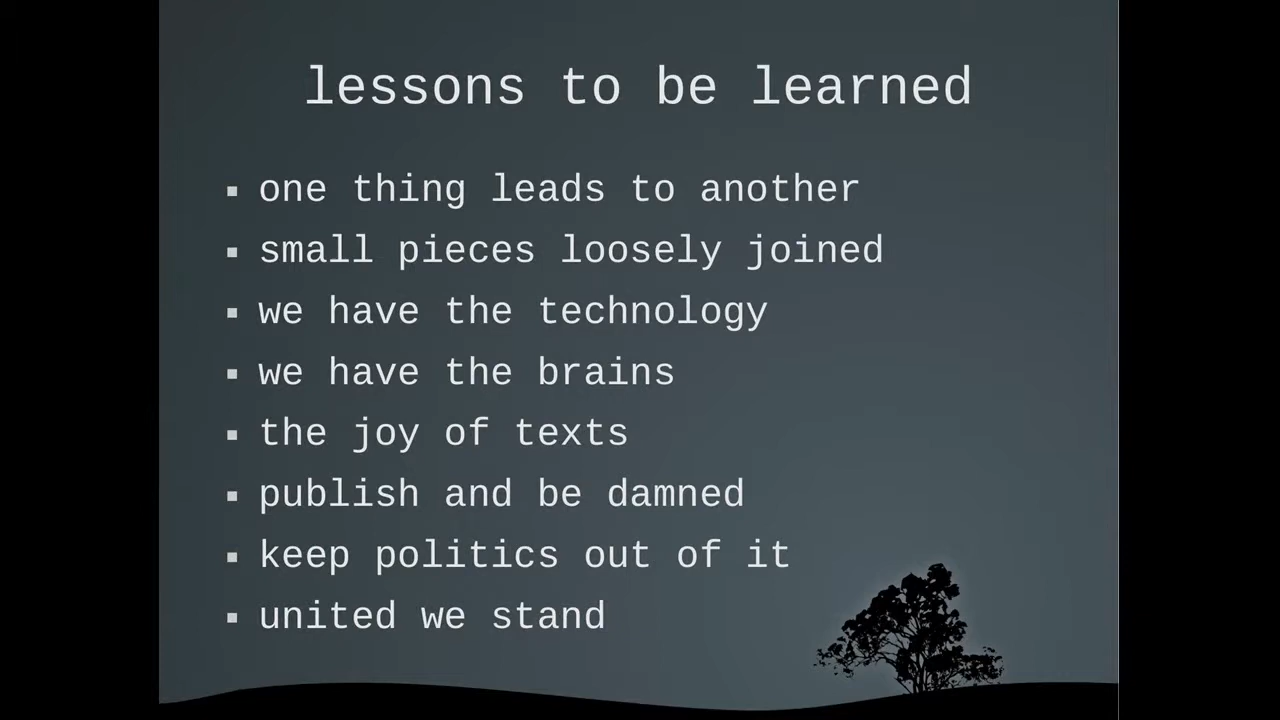 lessons to be learned
one thing leads to another
small pieces loosely joined
we have the technology
we have the brains
the joy of texts
publish and be damned
keep politics out of it
united we stand